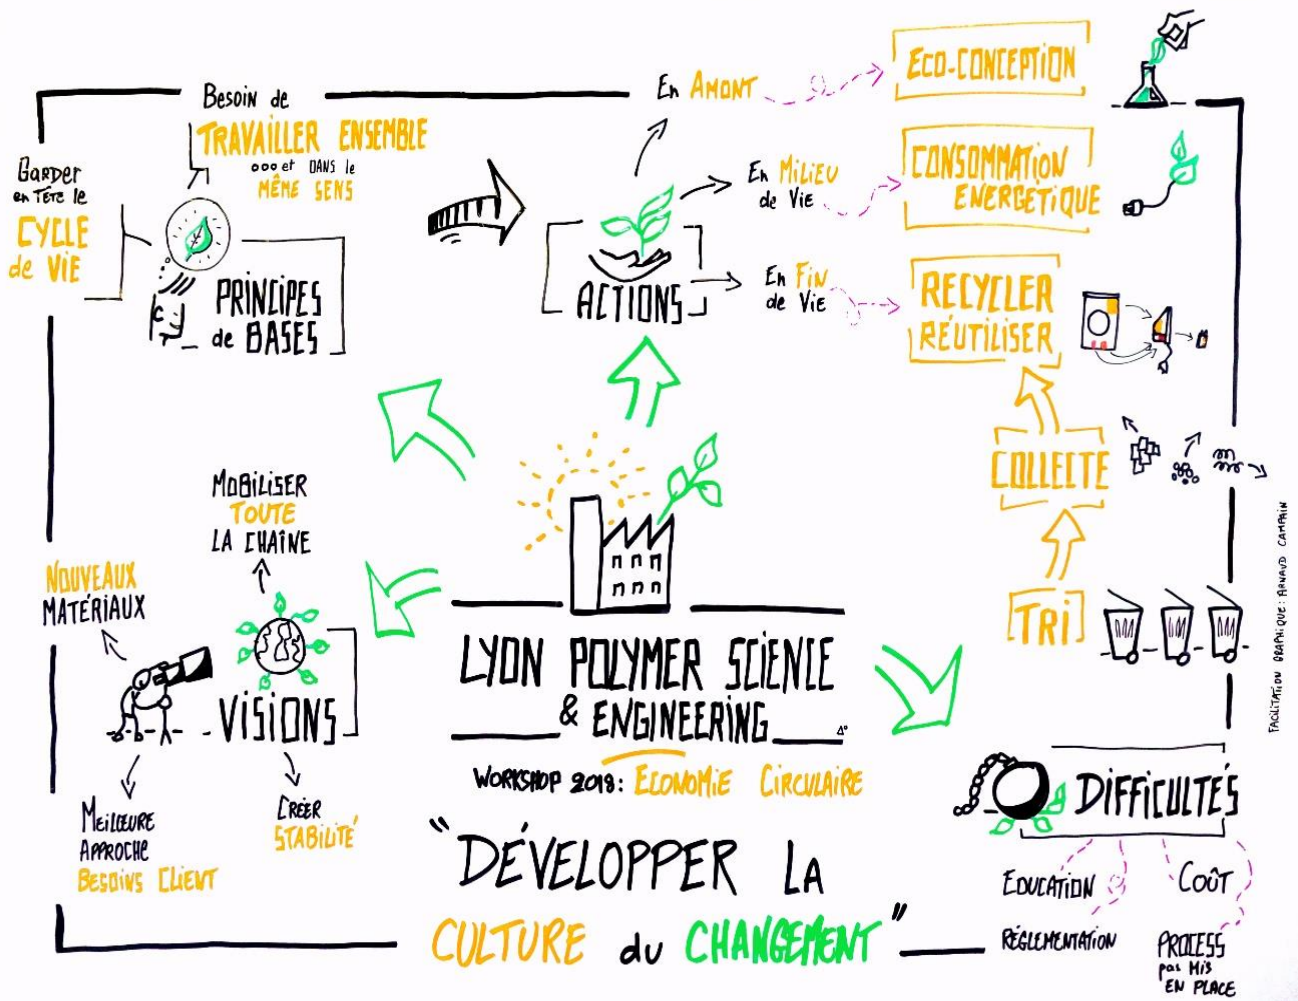 Besoin de
TRAVAILLER ENSEMBLE
ooo et DANS le
MÊME SENS
GARDER
en TÊTE le
CYCLE
de VIE
PRINCIPES
de BASES
ACTIONS
En AMONT
ECO-CONCEPTION
En MILIEU
de VIE
CONSOMMATION
ENERGÉTIQUE
En FIN
de VIE
RECYCLER
RÉUTILISER
COLLECTE
TRI
MOBILISER
TOUTE
LA CHAÎNE
NOUVEAUX
MATÉRIAUX
VISIONS
MEILLEURE
APPROCHE
BESOINS CLIENT
CRÉER
STABILITÉ
LYON POLYMER SCIENCE
& ENGINEERING
WORKSHOP 2018: ECONOMIE CIRCULAIRE
"DÉVELOPPER LA
CULTURE du CHANGEMENT"
DIFFICULTÉS
EDUCATION
COÛT
RÉGLEMENTATION
PROCESS
pas MIS
EN PLACE
FACILITATION GRAPHIQUE: ARNAUD CAMPAIN